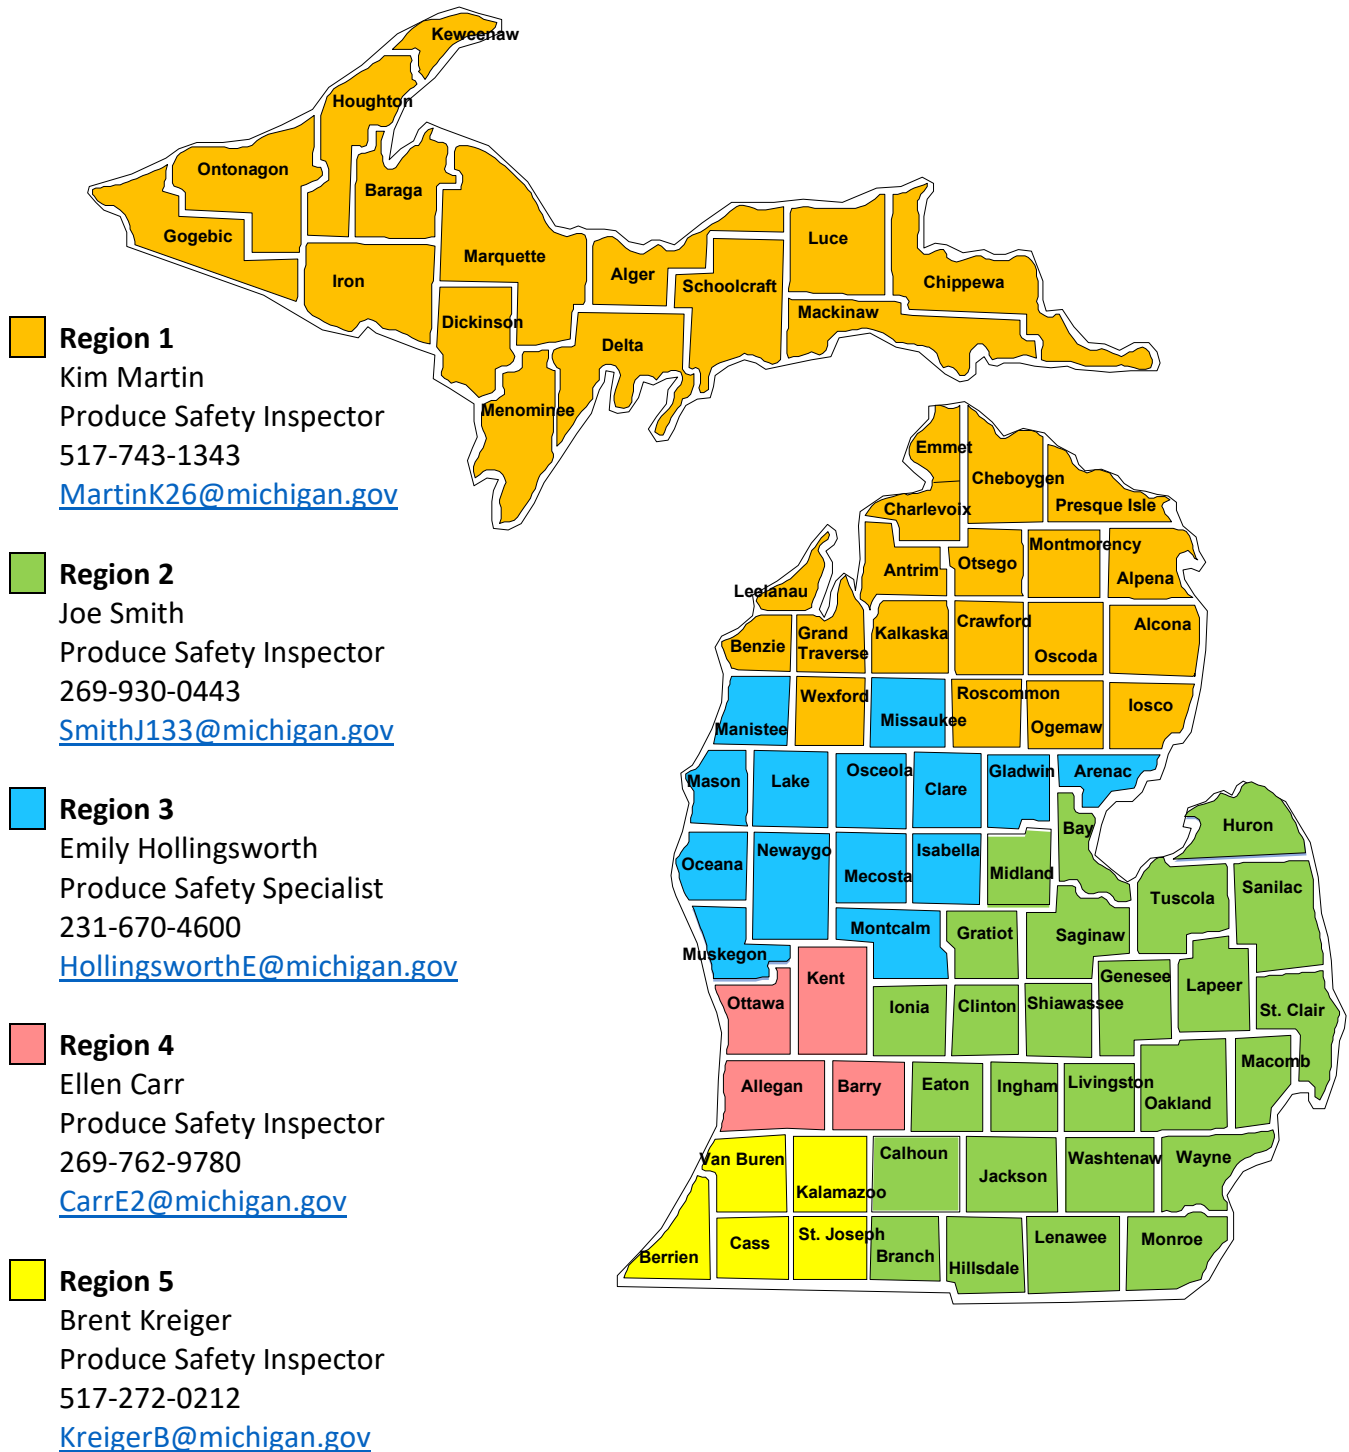 Keweenaw
Houghton
Ontonagon
Baraga
Gogebic
Luce
Marquette
Alger
Iron
Schoolcraft
Chippewa
Mackinaw
Dickinson
Delta
Menominee
Region 1
Kim Martin
Produce Safety Inspector
517-743-1343
MartinK26@michigan.gov
Region 2
Joe Smith
Produce Safety Inspector
269-930-0443
SmithJ133@michigan.gov
Region 3
Emily Hollingsworth
Produce Safety Specialist
231-670-4600
HollingsworthE@michigan.gov
Region 4
Ellen Carr
Produce Safety Inspector
269-762-9780
CarrE2@michigan.gov
Region 5
Brent Kreiger
Produce Safety Inspector
517-272-0212
KreigerB@michigan.gov
Emmet
Cheboygen
Charlevoix
Presque Isle
Montmorency
Antrim
Otsego
Alpena
Leelanau
Benzie
Grand
Traverse
Kalkaska
Crawford
Oscoda
Alcona
Manistee
Wexford
Missaukee
Roscommon
Ogemaw
Iosco
Mason
Lake
Osceola
Clare
Gladwin
Arenac
Oceana
Newaygo
Mecosta
Isabella
Midland
Bay
Huron
Muskegon
Montcalm
Gratiot
Saginaw
Tuscola
Sanilac
Ottawa
Kent
Ionia
Clinton
Shiawassee
Genesee
Lapeer
St. Clair
Allegan
Barry
Eaton
Ingham
Livingston
Oakland
Macomb
Van Buren
Kalamazoo
Calhoun
Jackson
Washtenaw
Wayne
Berrien
Cass
St. Joseph
Branch
Hillsdale
Lenawee
Monroe